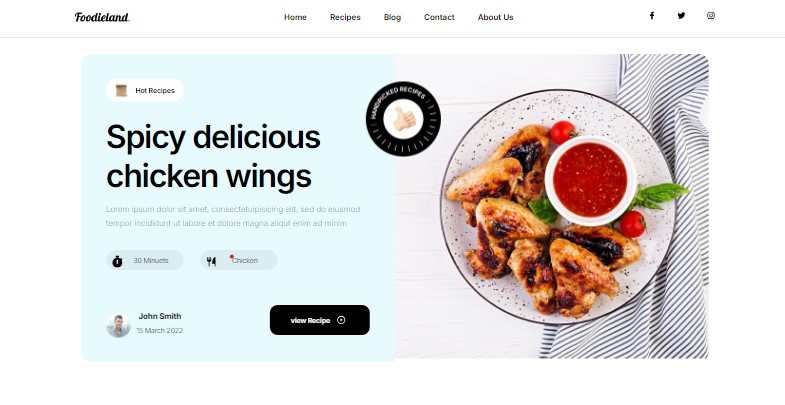 Foodieland.
Home Recipes Blog Contact About Us
Hot Recipes
HANDPICKED RECIPES
Spicy delicious
chicken wings
Lorem ipsum dolor sit amet, consectetuipisicing elit, sed do eiusmod
tempor incididunt ut labore et dolore magna aliqut enim ad minim
30 Minuets
Chicken
John Smith
15 March 2022
view Recipe